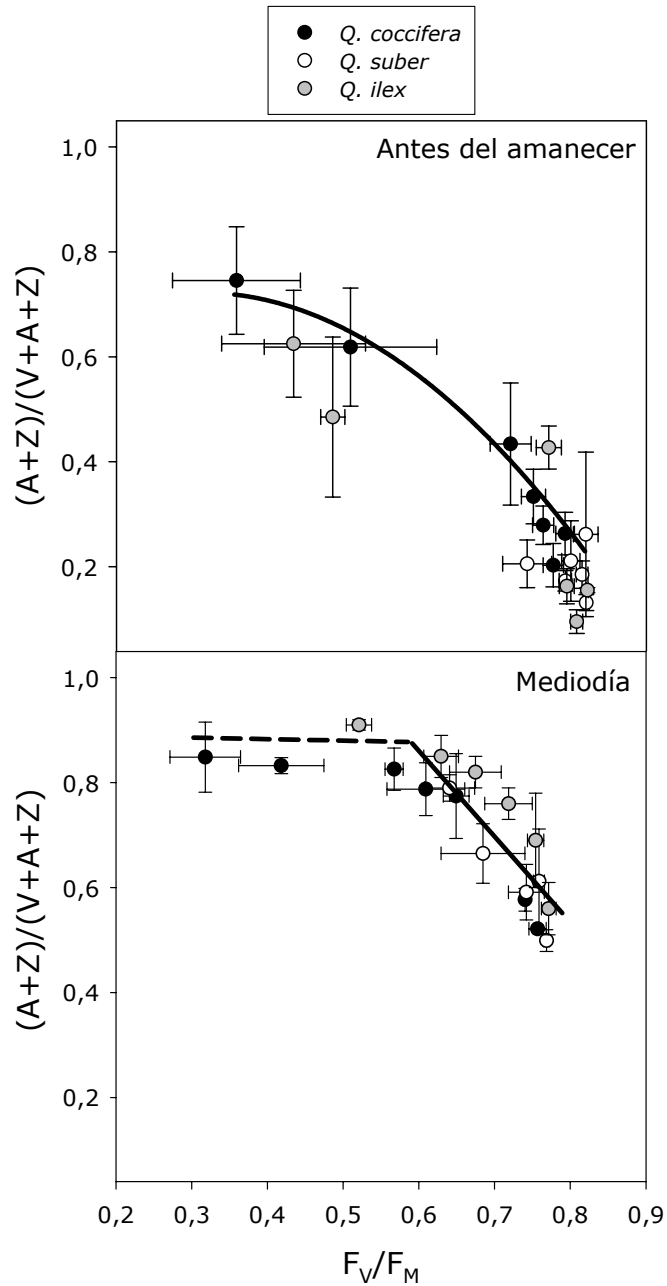 Q. coccifera
Q. suber
Q. ilex
Antes del amanecer
1,0
0,8
0,6
0,4
0,2
(A+Z)/(V+A+Z)
Mediodía
1,0
0,8
0,6
0,4
0,2
(A+Z)/(V+A+Z)
0,2 0,3 0,4 0,5 0,6 0,7 0,8 0,9
FV/FM